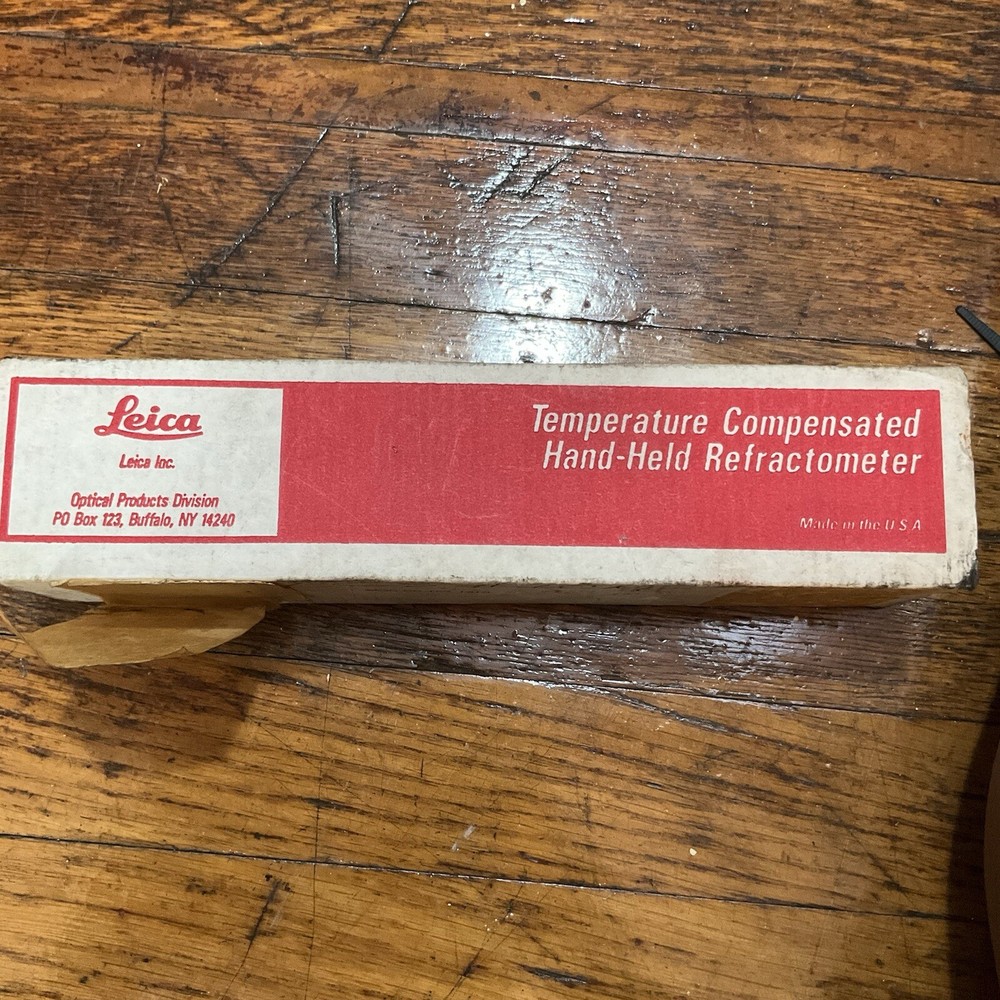 Leica
Leica Inc.
Optical Products Division
PO Box 123, Buffalo, NY 14240
Temperature Compensated
Hand-Held Refractometer
Made in the U S A